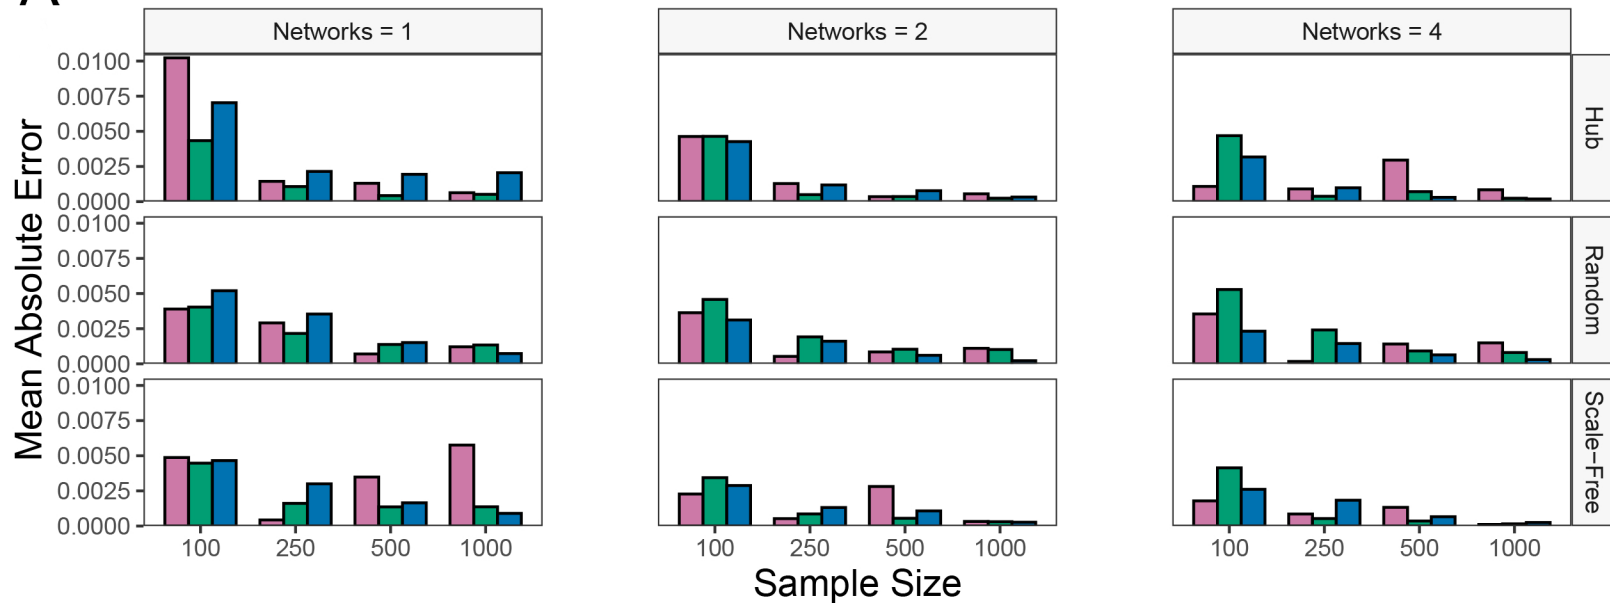 Networks = 1
Networks = 2
Networks = 4
Mean Absolute Error
0.0100
0.0075
0.0050
0.0025
0.0000
Hub
0.0100
0.0075
0.0050
0.0025
0.0000
Random
0.0100
0.0075
0.0050
0.0025
0.0000
Scale−Free
100 250 500 1000
100 250 500 1000
100 250 500 1000
Sample Size